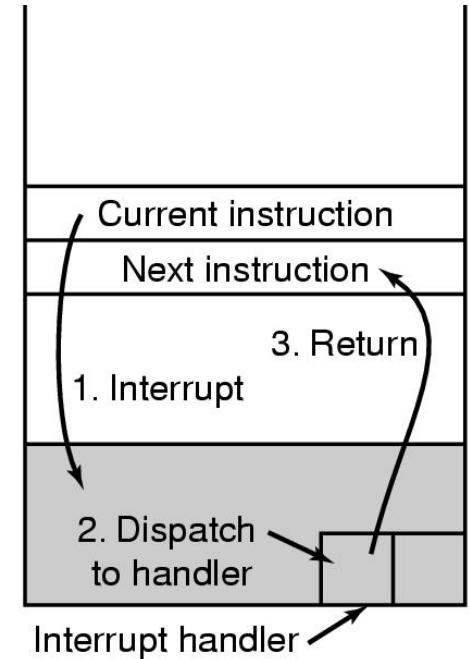 Current instruction
Next instruction
3. Return
1. Interrupt
2. Dispatch
to handler
Interrupt handler